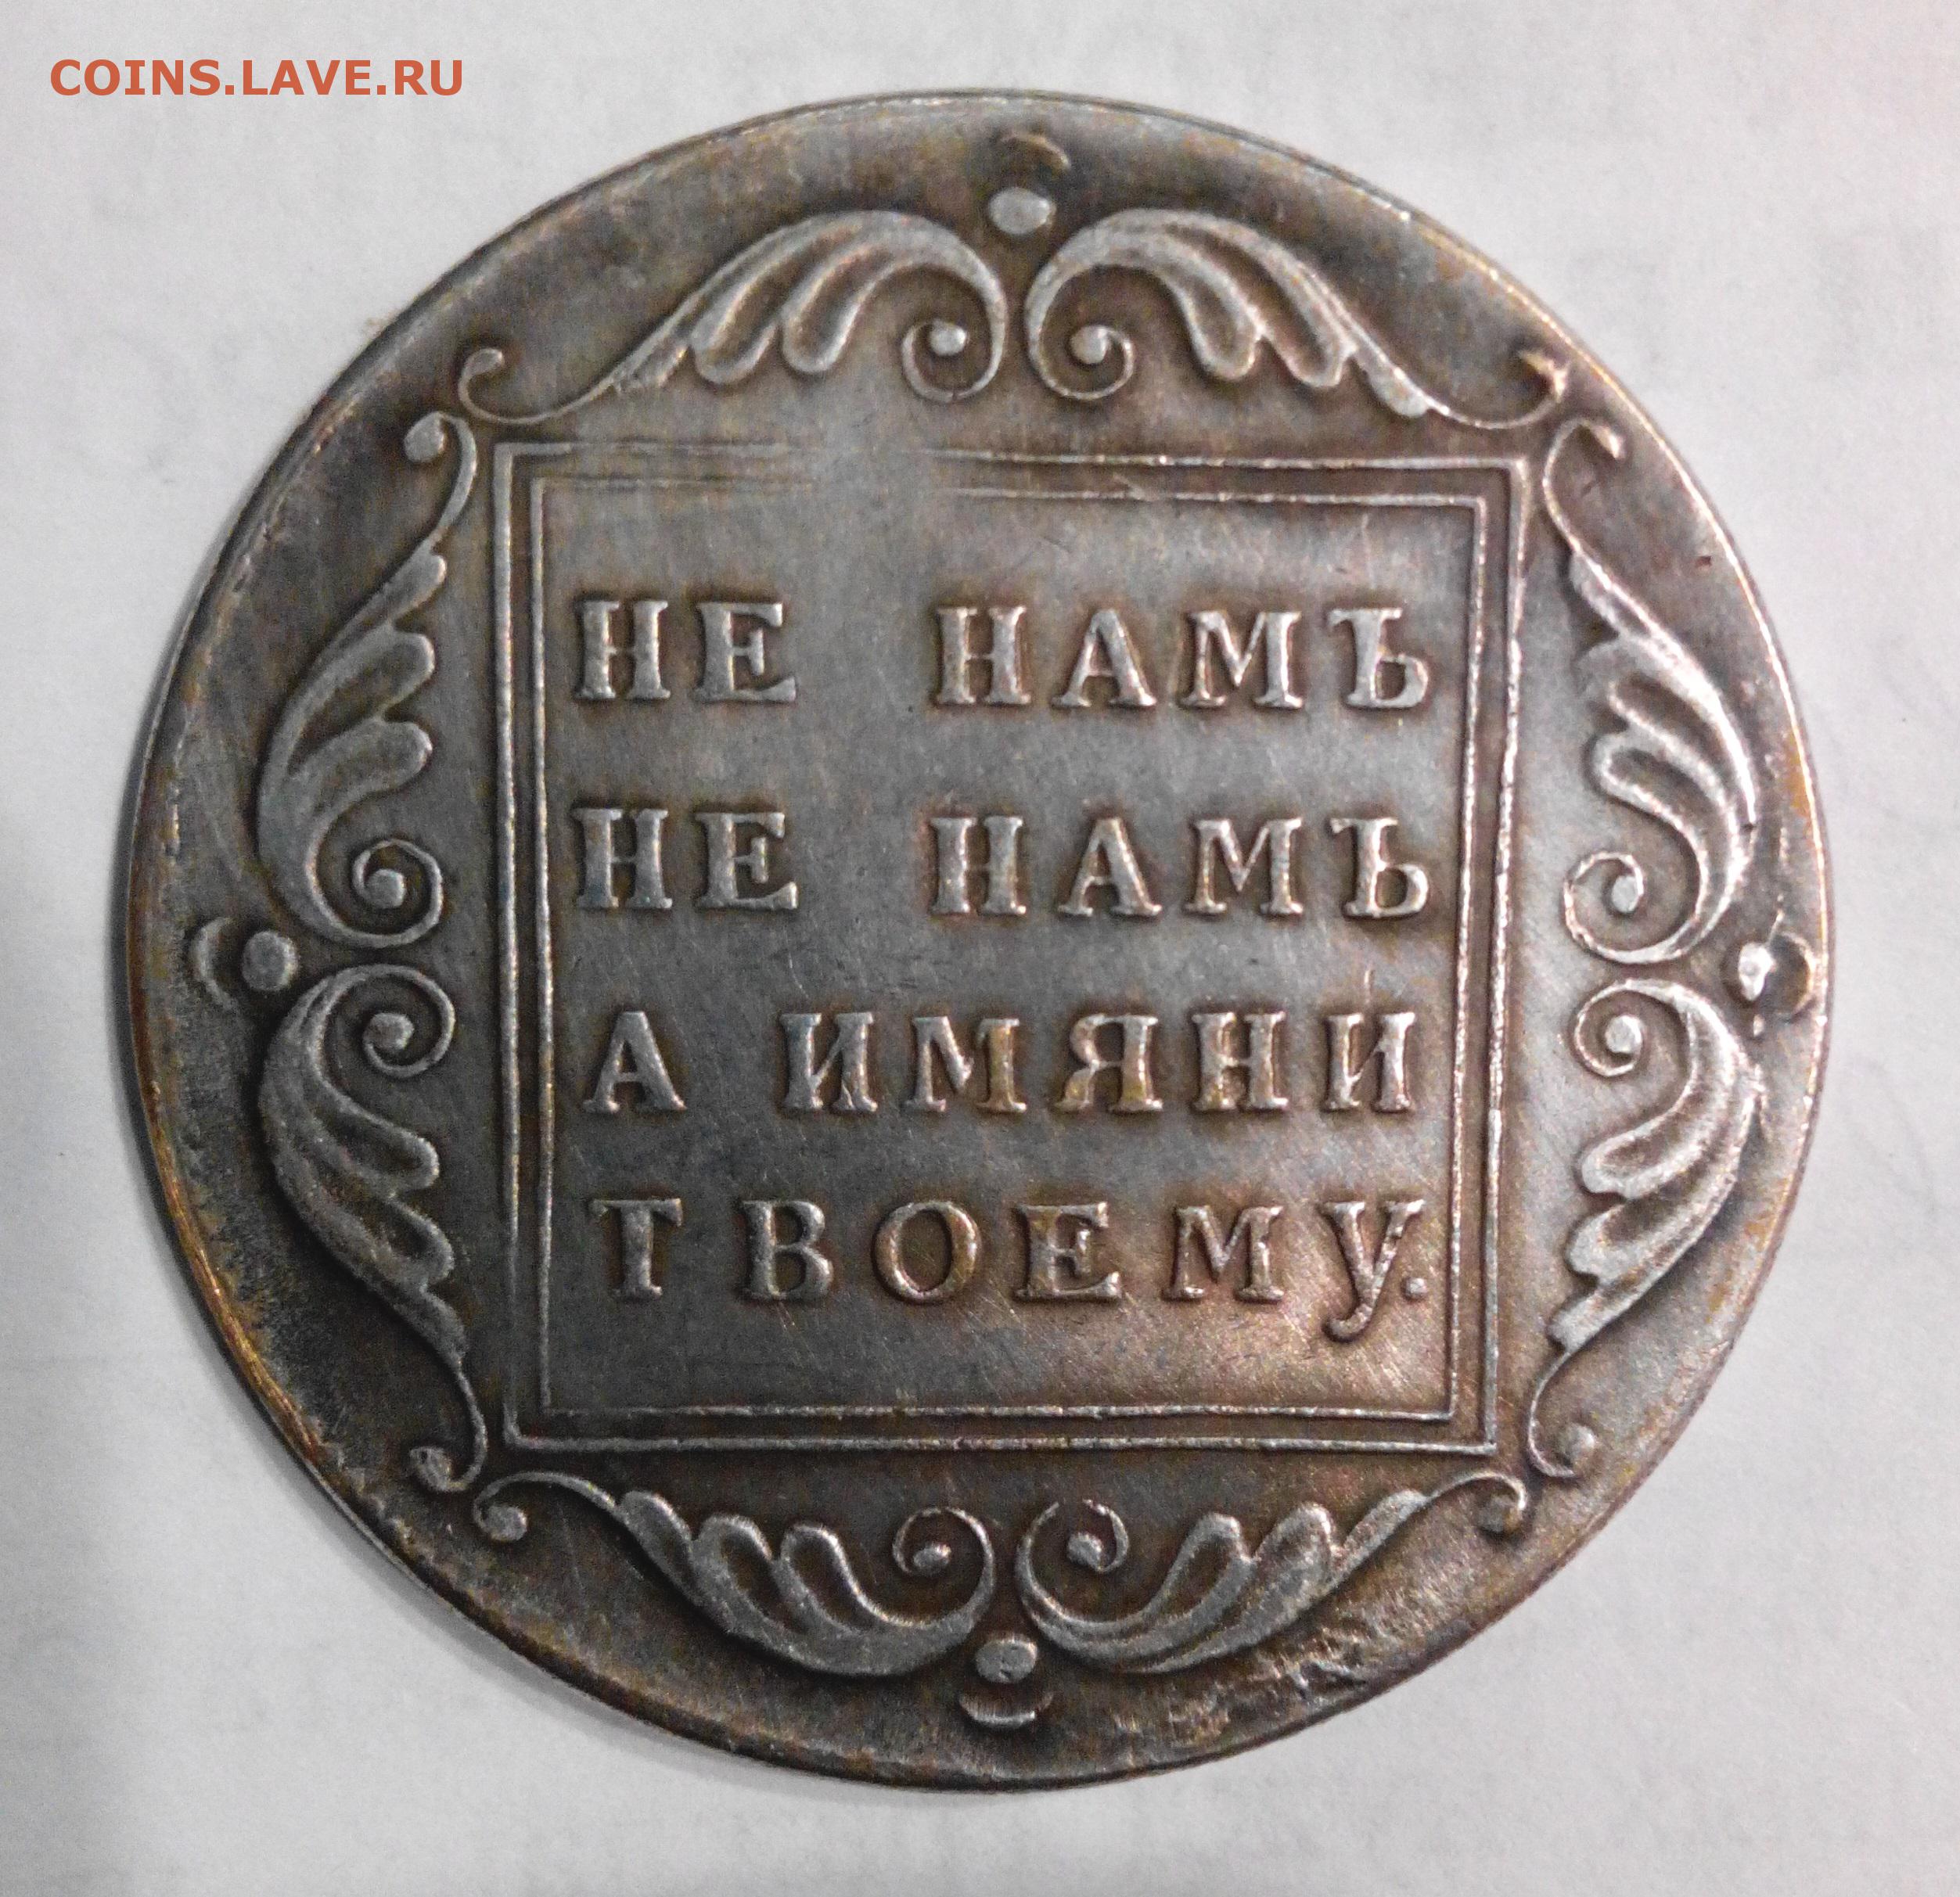 COINS.LAVE.RU
НЕ НАМЪ
НЕ НАМЪ
А ИМЯНИ
ТВОЕМУ.